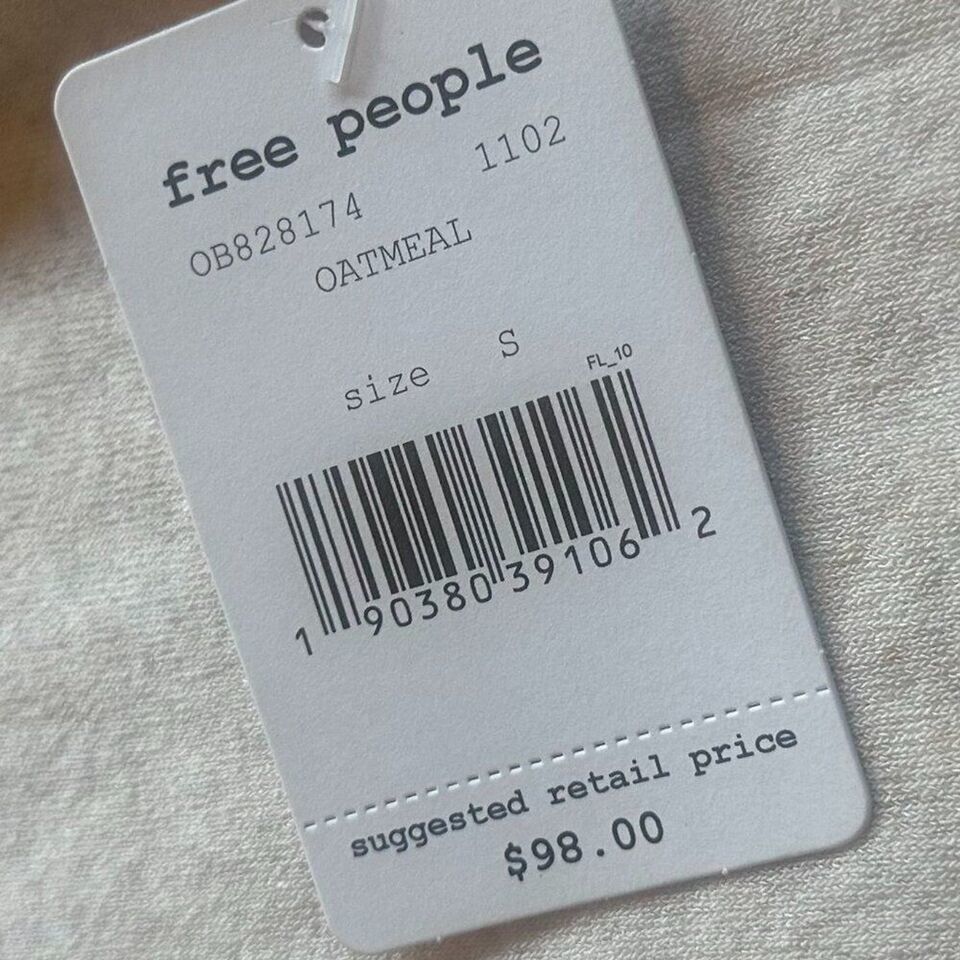 free people
OB828174 1102
OATMEAL
size S
FL_10
1 90380 39106 2
suggested retail price
$98.00